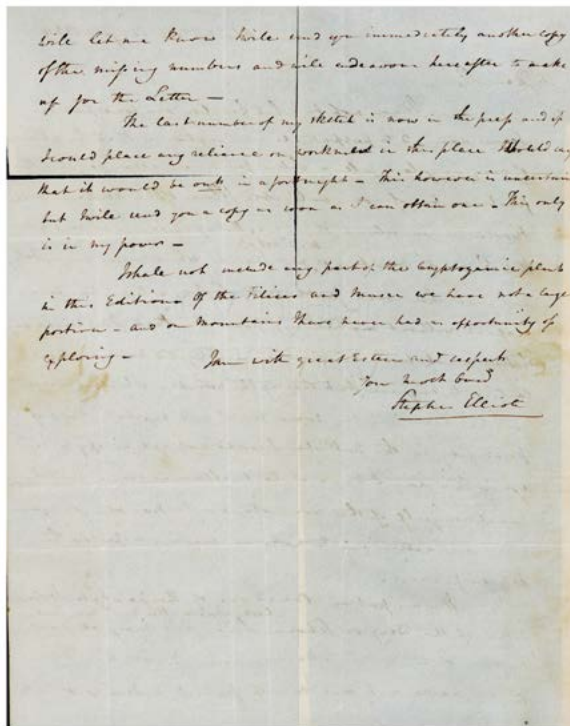 will let me know I will send you immediately another copy
of the missing numbers and will endeavour hereafter to make
up for the Letter —
The last number of my sketch is now in the press and if
I could place any reliance on workmen in this place I should say
that it would be out in a fortnight — This however is uncertain
but I will send you a copy as soon as I can obtain one — This only
is in my power —
I shall not include any part of the cryptogamic plants
in this Edition — Of the Filices and Musci we have not a large
portion — and our mountains I have never had an opportunity of
exploring —
I am with great Esteem and respect
Your most
Stephen Elliott